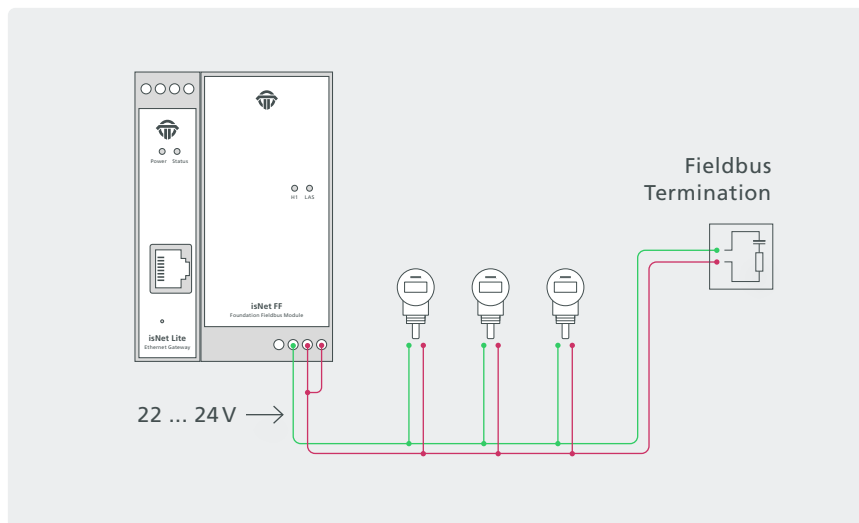 Power Status
H1 LAS
isNet FF
Foundation Fieldbus Module
isNet Lite
Ethernet Gateway
22 ... 24 V
Fieldbus
Termination